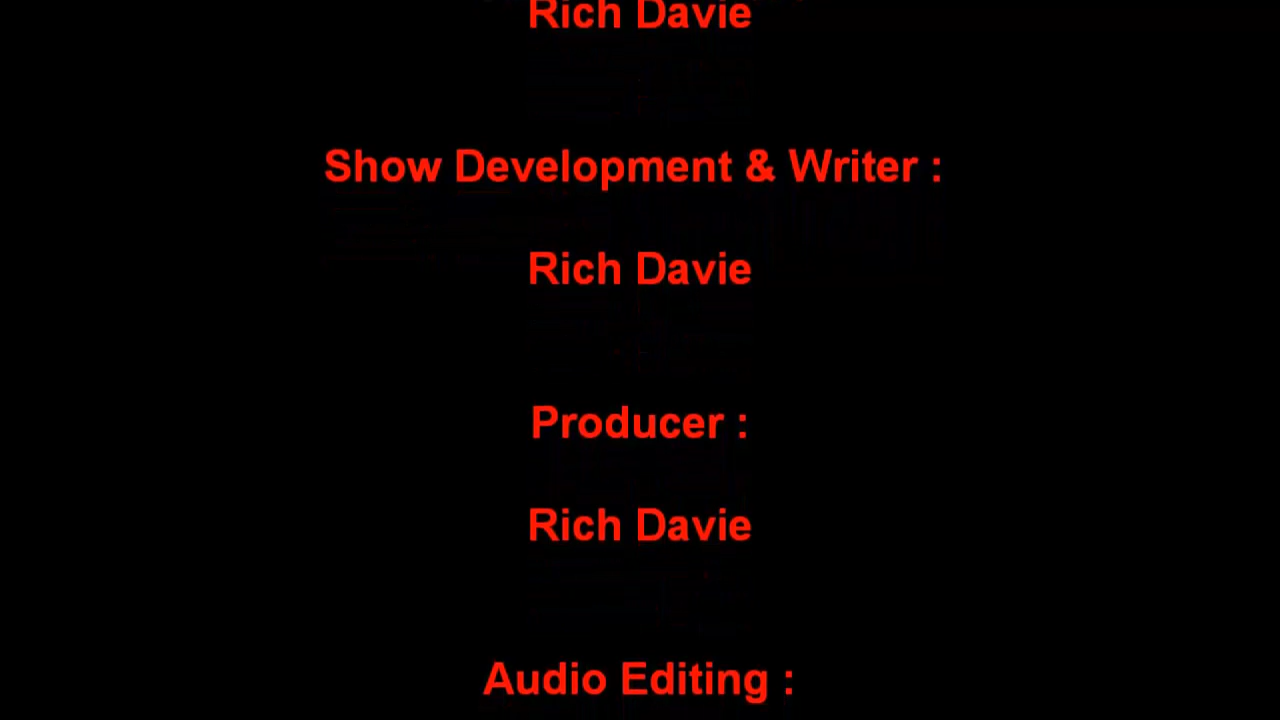 Rich Davie
Show Development & Writer :
Rich Davie
Producer :
Rich Davie
Audio Editing :